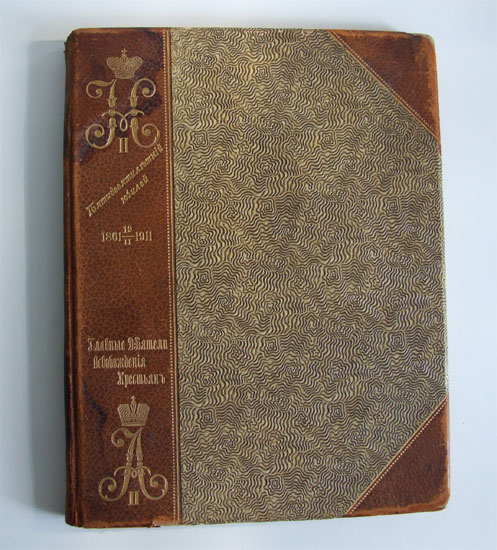 Н
II
Пятидесятилѣтній
юбилей
1861 19/II 1911
Главные Дѣятели
Освобожденія
Крестьянъ
А
II